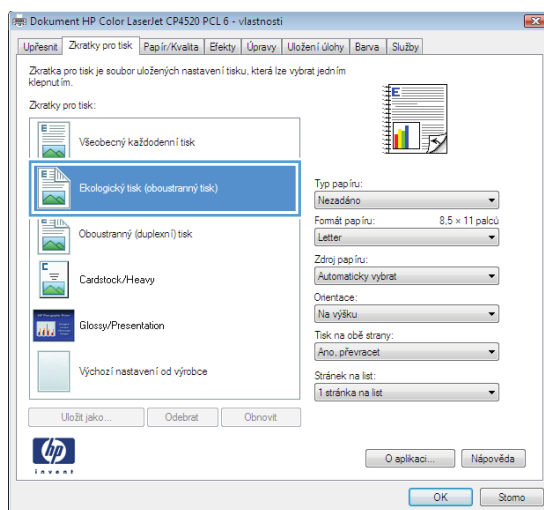 Dokument HP Color LaserJet CP4520 PCL 6 - vlastnosti
Upřesnit Zkratky pro tisk Papír/Kvalita Efekty Úpravy Uložení úlohy Barva Služby
Zkratka pro tisk je soubor uložených nastavení tisku, která lze vybrat jedním
klepnutím.
Zkratky pro tisk:
Všeobecný každodenní tisk
Ekologický tisk (oboustranný tisk)
Oboustranný (duplexní) tisk
Cardstock/Heavy
Glossy/Presentation
Výchozí nastavení od výrobce
Typ papíru:
Nezadáno
Formát papíru: 8,5 × 11 palců
Letter
Zdroj papíru:
Automaticky vybrat
Orientace:
Na výšku
Tisk na obě strany:
Ano, převracet
Stránek na list:
1 stránka na list
Uložit jako... Odebrat Obnovit
hp
invent
O aplikaci... Nápověda
OK Storno